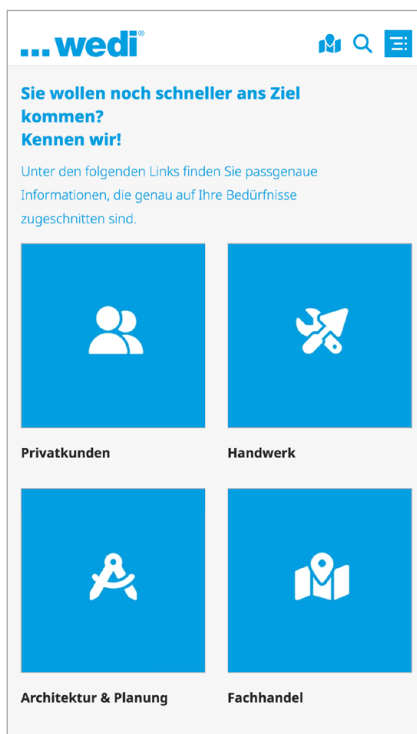 ... wedi®
Sie wollen noch schneller ans Ziel
kommen?
Kennen wir!
Unter den folgenden Links finden Sie passgenaue
Informationen, die genau auf Ihre Bedürfnisse
zugeschnitten sind.
Privatkunden
Handwerk
Architektur & Planung
Fachhandel